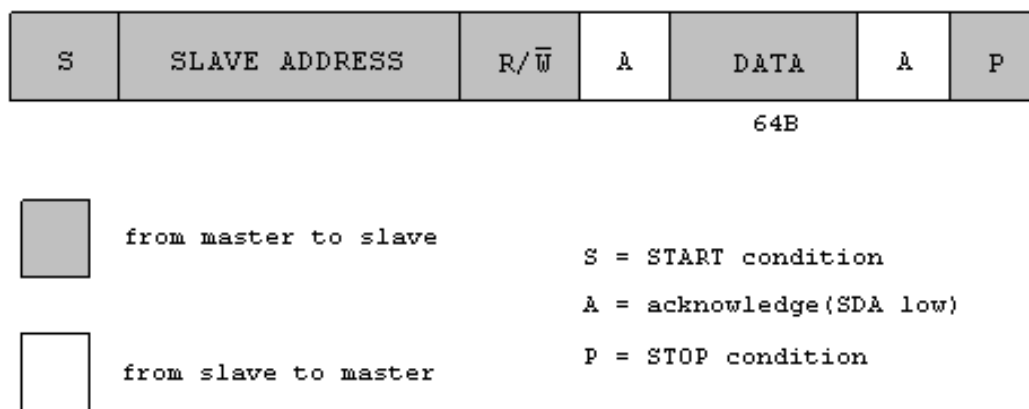 S SLAVE ADDRESS R/W̅ A DATA A P
64B
from master to slave
S = START condition
A = acknowledge(SDA low)
P = STOP condition
from slave to master